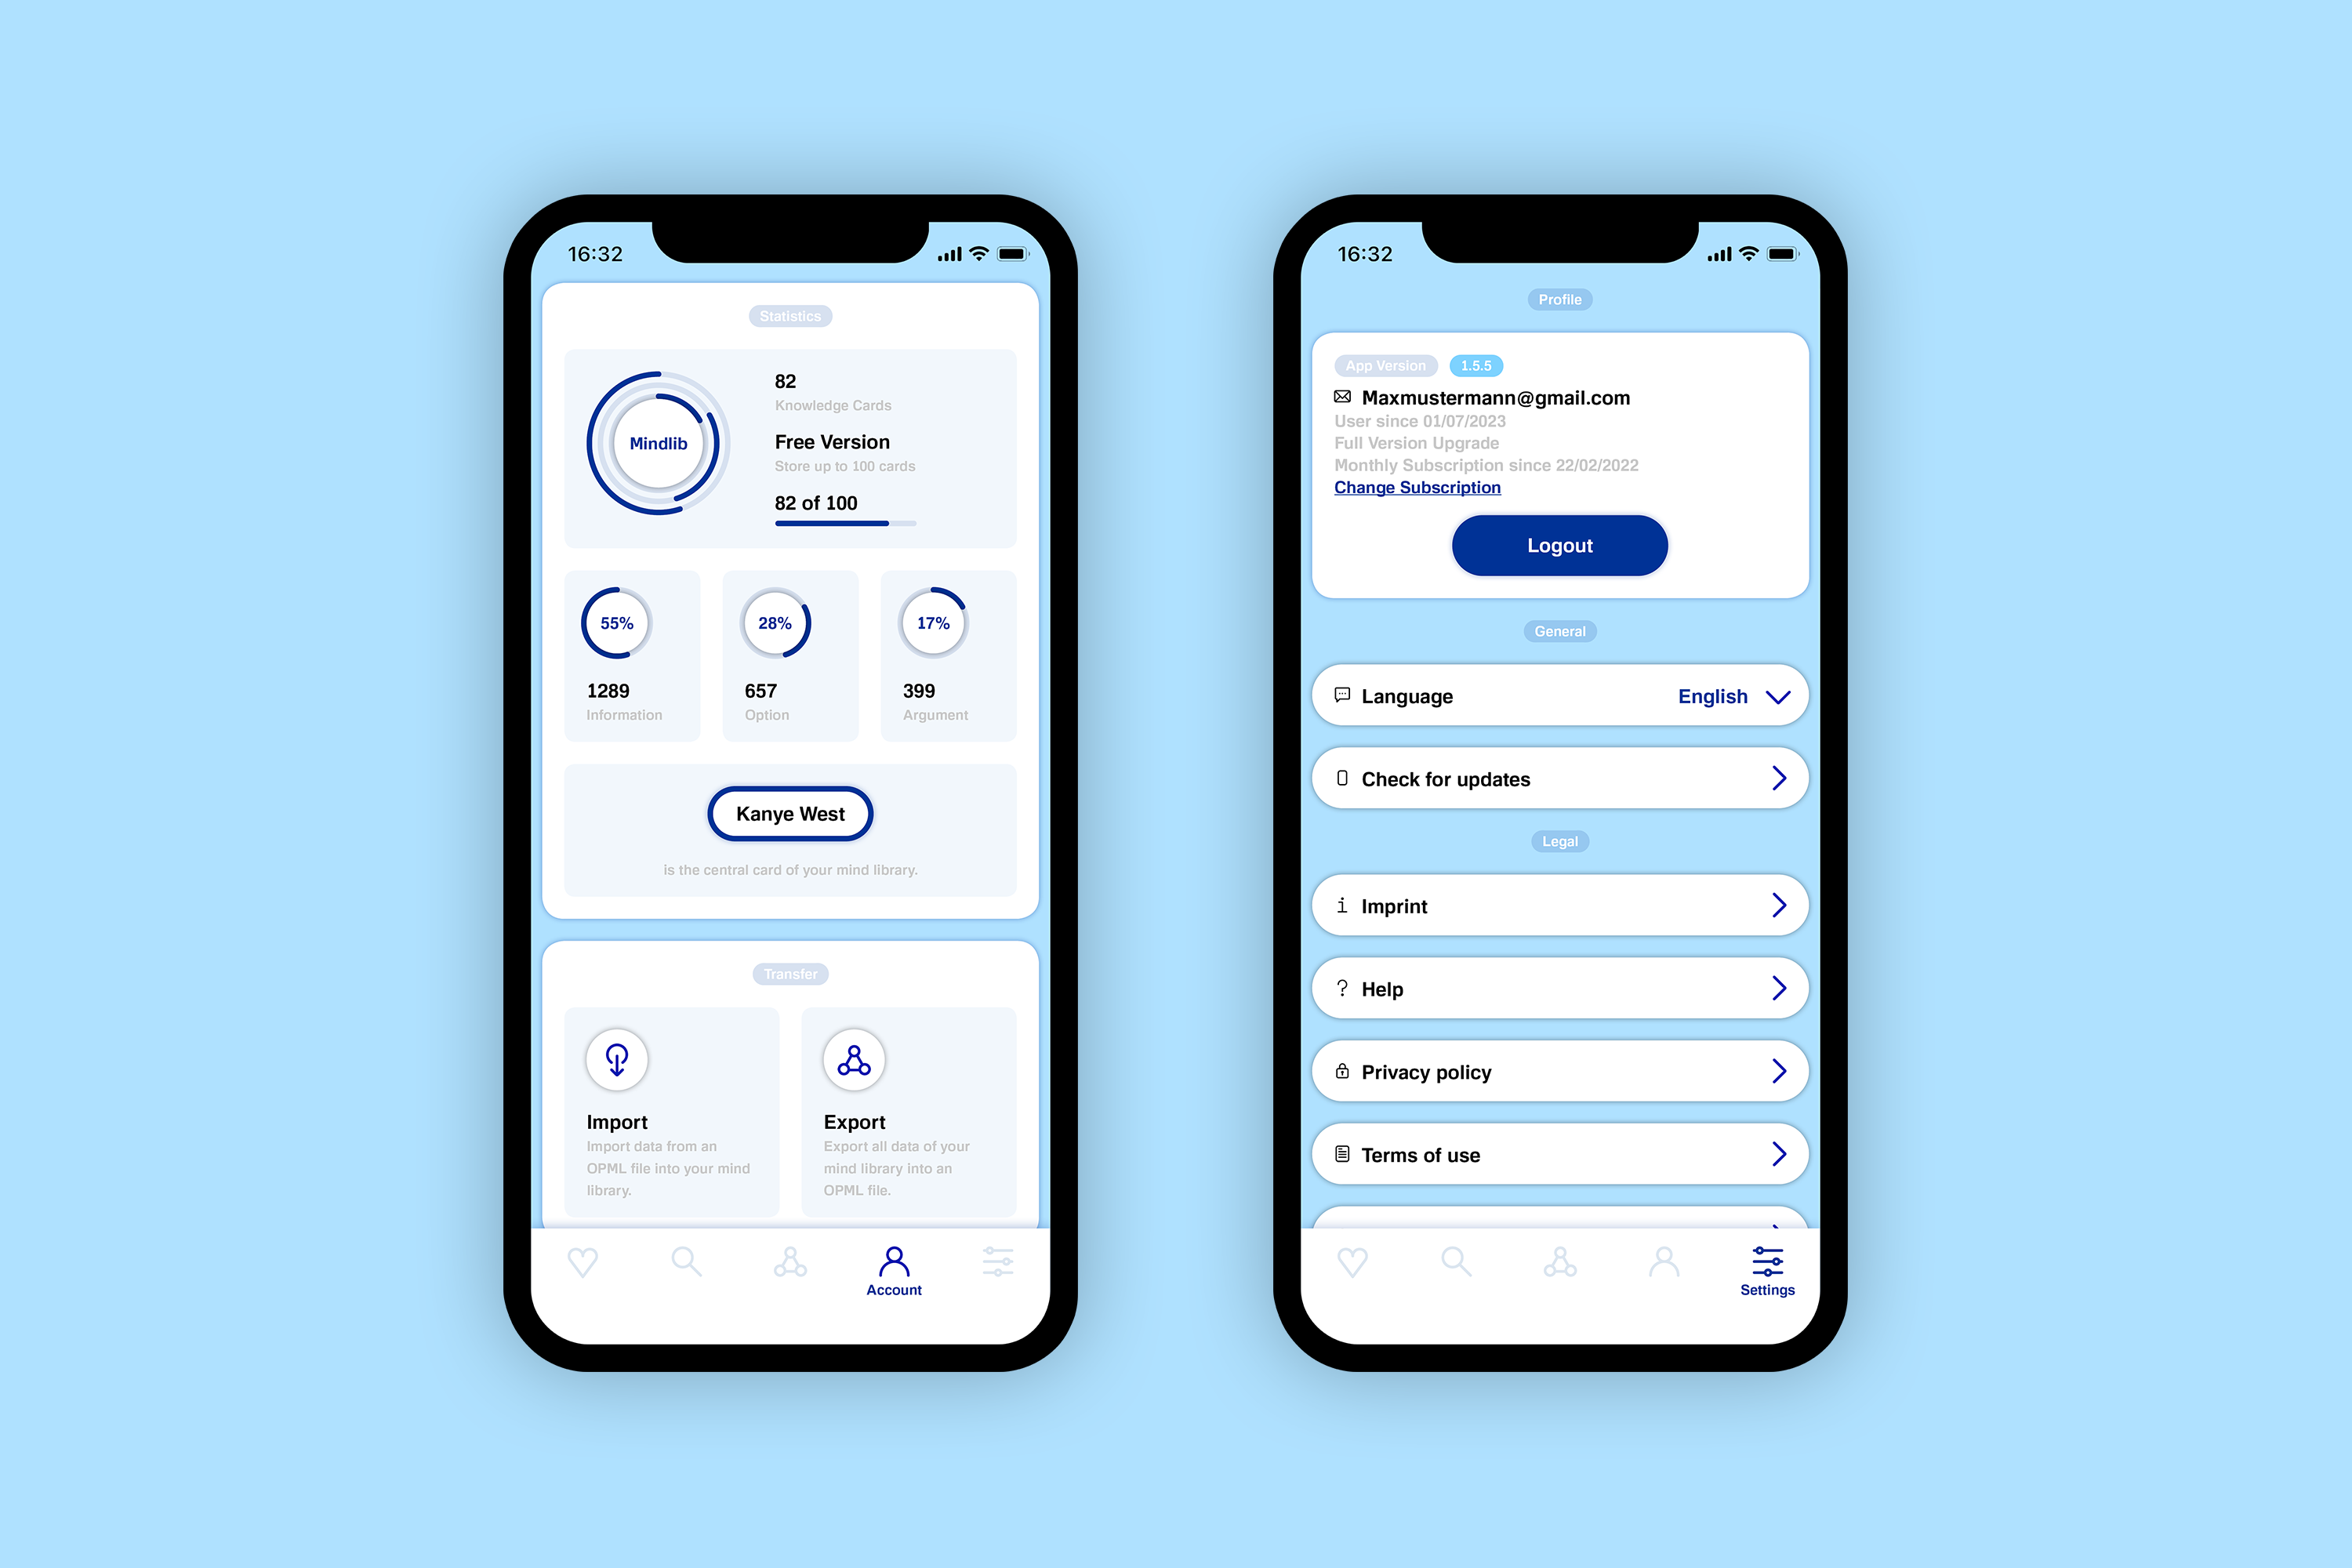 16:32
Statistics
Mindlib
82
Knowledge Cards
Free Version
Store up to 100 cards
82 of 100
55%
1289
Information
28%
657
Option
17%
399
Argument
Kanye West
is the central card of your mind library.
Transfer
Import
Import data from an
OPML file into your mind
library.
Export
Export all data of your
mind library into an
OPML file.
Account
16:32
Profile
App Version 1.5.5
Maxmustermann@gmail.com
User since 01/07/2023
Full Version Upgrade
Monthly Subscription since 22/02/2022
Change Subscription
Logout
General
Language English
Check for updates
Legal
Imprint
Help
Privacy policy
Terms of use
Settings